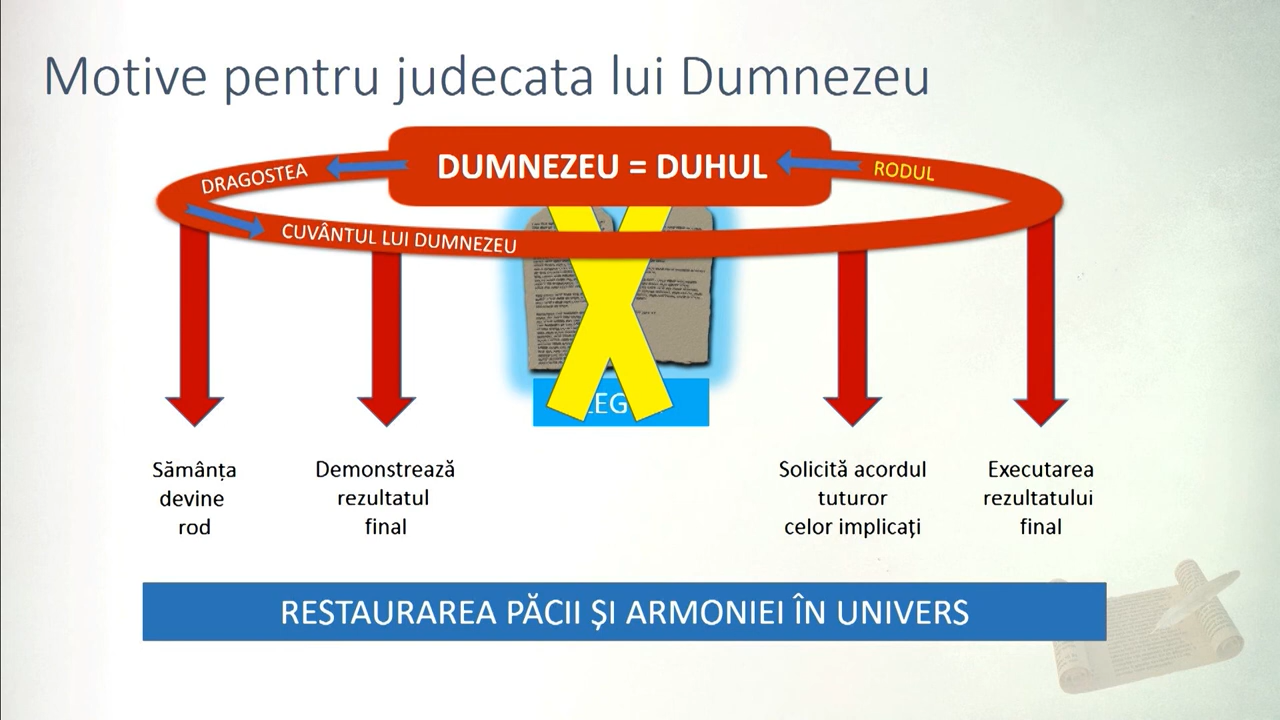 Motive pentru judecata lui Dumnezeu
DUMNEZEU = DUHUL
DRAGOSTEA
RODUL
CUVÂNTUL LUI DUMNEZEU
Sămânța
devine
rod
Demonstrează
rezultatul
final
Solicită acordul
tuturor
celor implicați
Executarea
rezultatului
final
RESTAURAREA PĂCII ȘI ARMONIEI ÎN UNIVERS